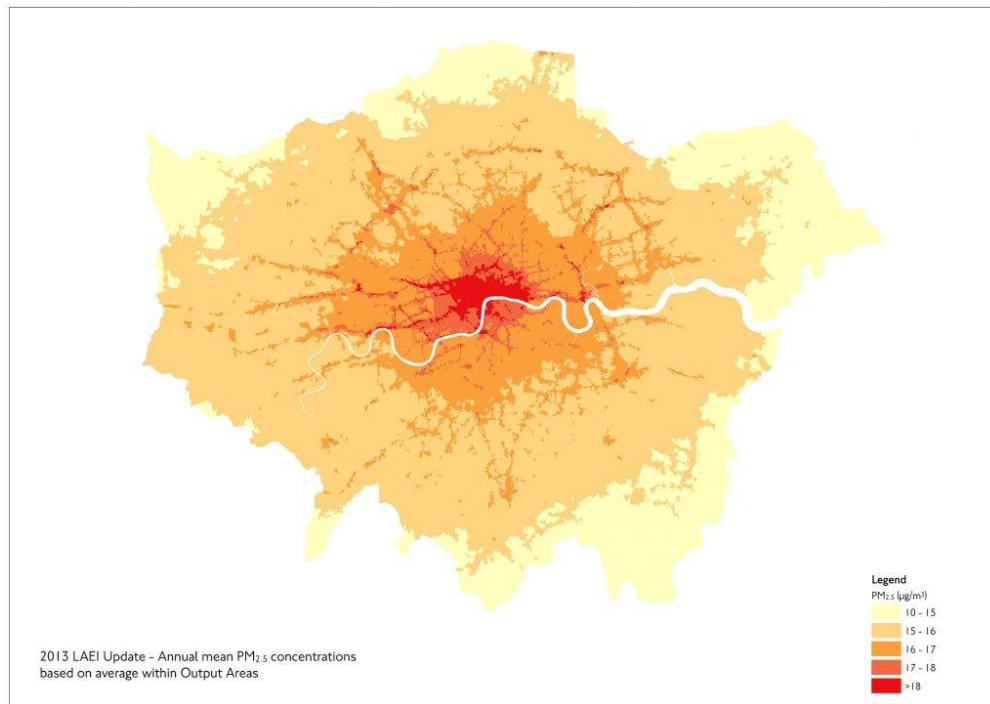 Legend
PM₂.₅ (µg/m³)
10 - 15
15 - 16
16 - 17
17 - 18
>18
2013 LAEI Update - Annual mean PM₂.₅ concentrations
based on average within Output Areas